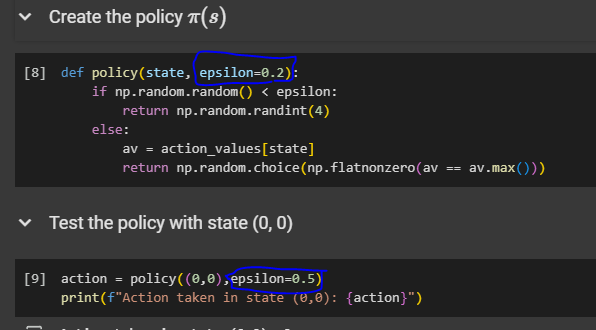 Create the policy π(s)
[8] def policy(state, epsilon=0.2):
if np.random.random() < epsilon:
return np.random.randint(4)
else:
av = action_values[state]
return np.random.choice(np.flatnonzero(av == av.max()))
Test the policy with state (0, 0)
[9] action = policy((0,0),epsilon=0.5)
print(f"Action taken in state (0,0): {action}")